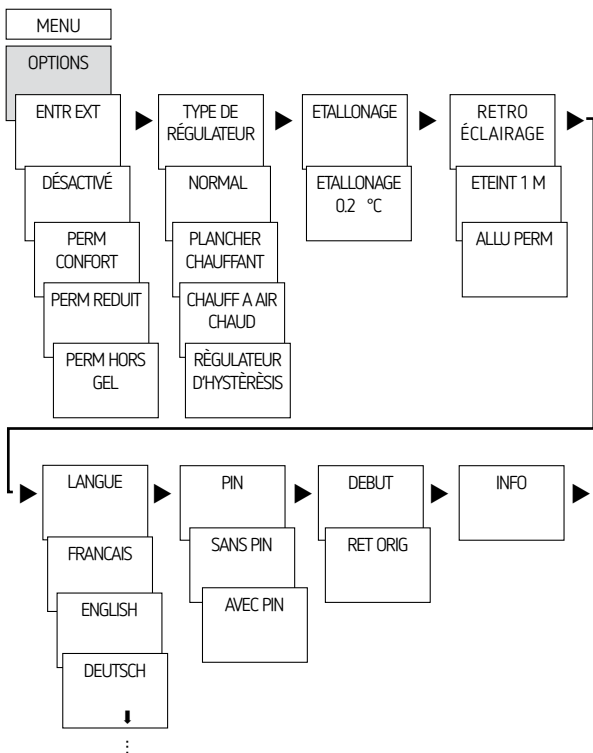 MENU
OPTIONS
ENTR EXT
DÉSACTIVÉ
PERM
CONFORT
PERM REDUIT
PERM HORS
GEL
TYPE DE
RÉGULATEUR
NORMAL
PLANCHER
CHAUFFANT
CHAUFF A AIR
CHAUD
RÈGULATEUR
D'HYSTÈRÈSIS
ETALLONAGE
ETALLONAGE
0.2 °C
RETRO
ÉCLAIRAGE
ETEINT 1 M
ALLU PERM
LANGUE
FRANCAIS
ENGLISH
DEUTSCH
PIN
SANS PIN
AVEC PIN
DEBUT
RET ORIG
INFO